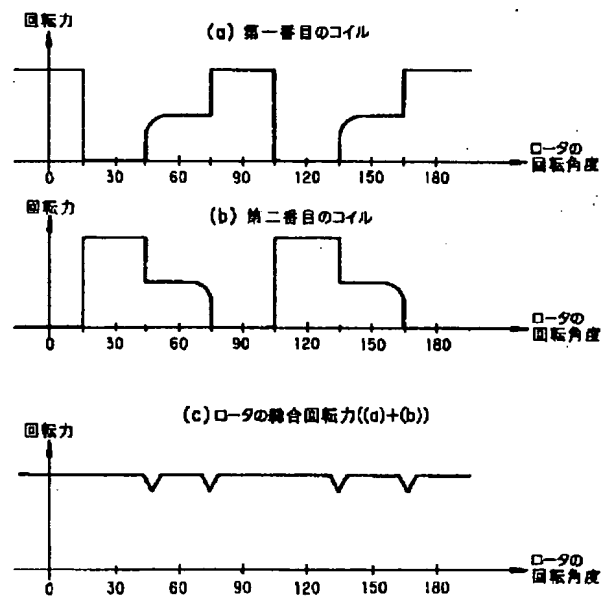 回転力
(a) 第一番目のコイル
ロータの
回転角度
0 30 60 90 120 150 180
回転力
(b) 第二番目のコイル
ロータの
回転角度
0 30 60 90 120 150 180
(c) ロータの総合回転力((a)+(b))
回転力
ロータの
回転角度
0 30 60 90 120 150 180